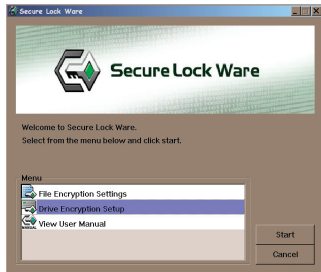 Secure Lock Ware
Secure Lock Ware
Welcome to Secure Lock Ware.
Select from the menu below and click start.
Menu
File Encryption Settings
Drive Encryption Setup
MANUAL
View User Manual
Start
Cancel